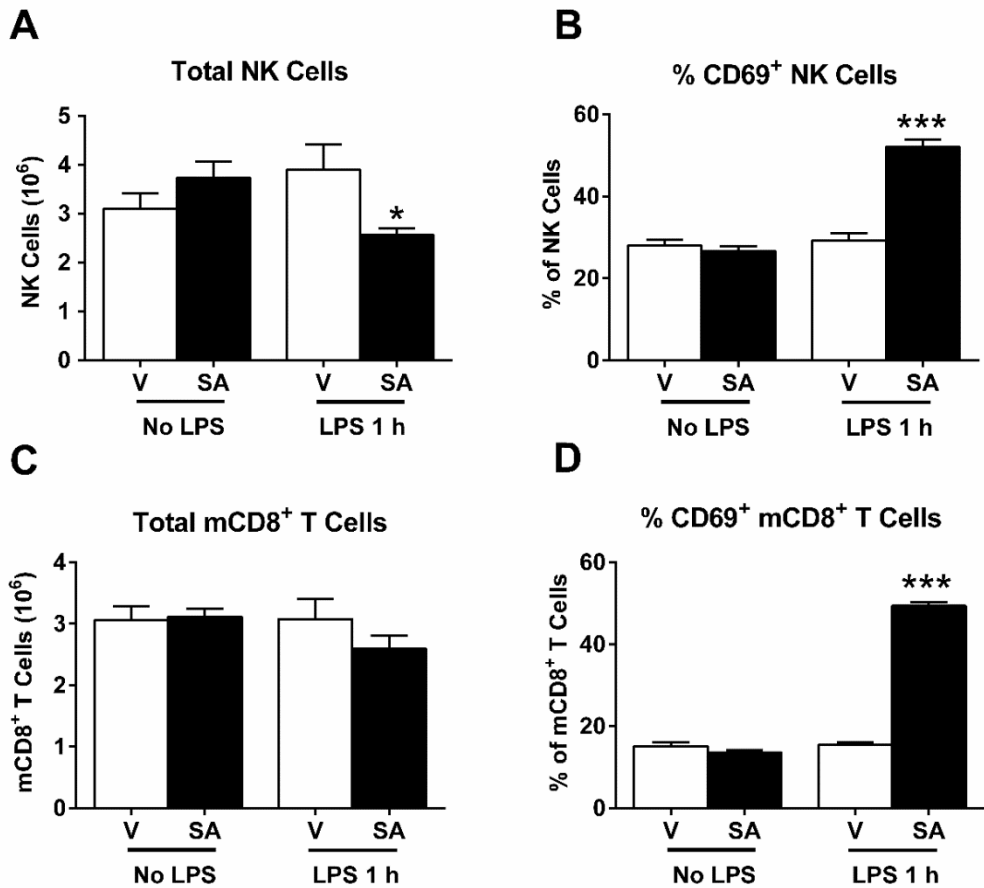 A
Total NK Cells
NK Cells (10⁶)
5
4
3
2
1
0
*
V SA V SA
No LPS LPS 1 h
B
% CD69⁺ NK Cells
% of NK Cells
60
40
20
0
***
V SA V SA
No LPS LPS 1 h
C
Total mCD8⁺ T Cells
mCD8⁺ T Cells (10⁶)
4
3
2
1
0
V SA V SA
No LPS LPS 1 h
D
% CD69⁺ mCD8⁺ T Cells
% of mCD8⁺ T Cells
60
40
20
0
***
V SA V SA
No LPS LPS 1 h